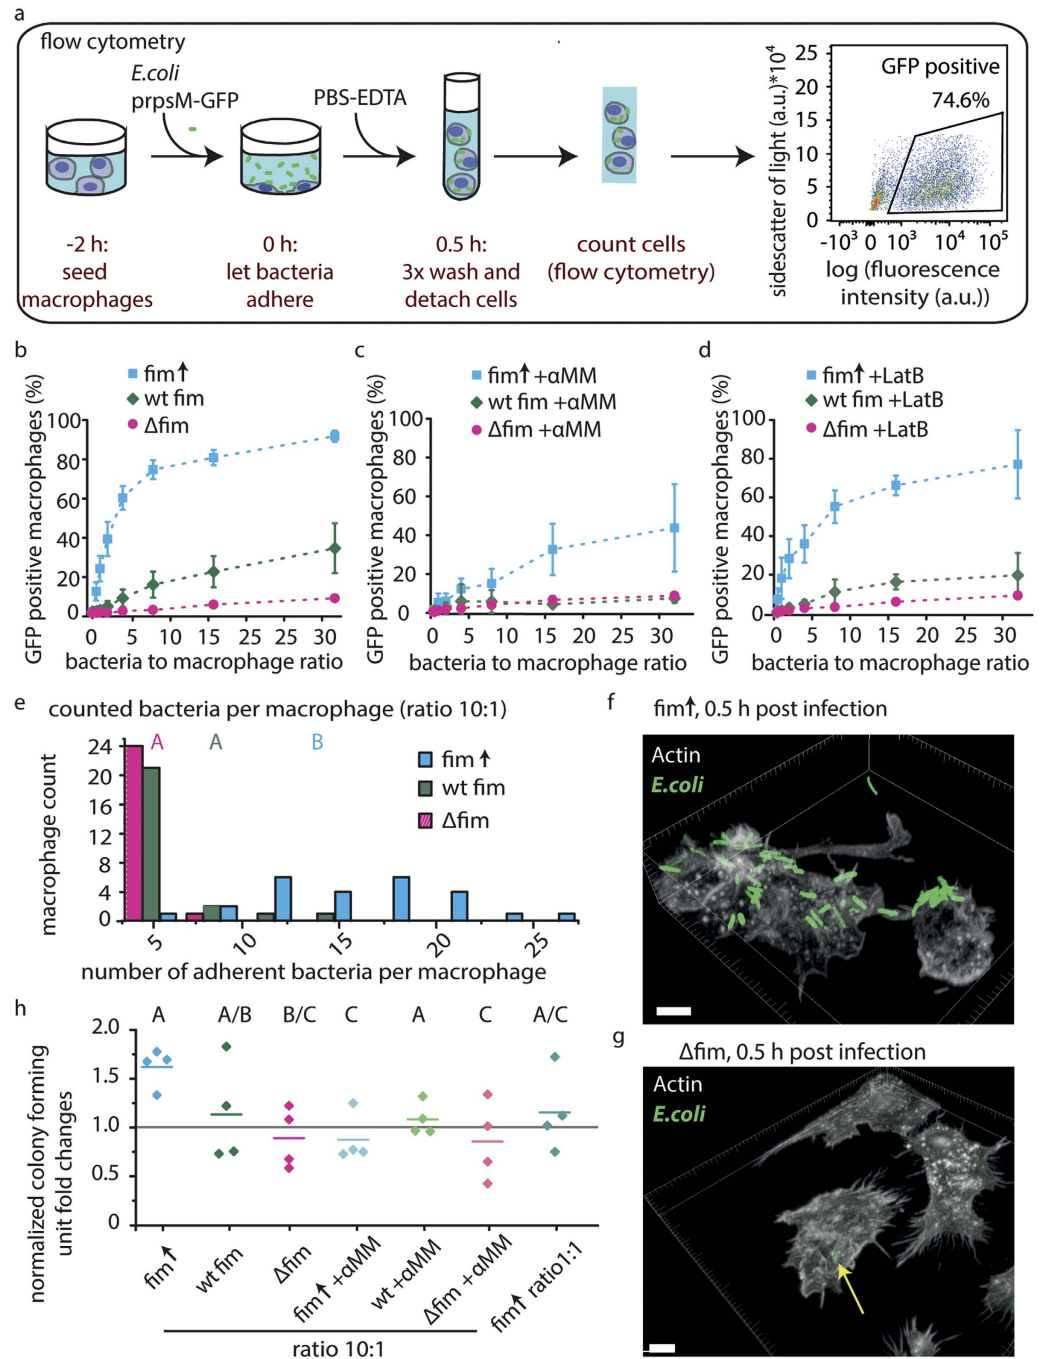 a
flow cytometry
E.coli
prpsM-GFP
PBS-EDTA
-2 h:
seed
macrophages
0 h:
let bacteria
adhere
0.5 h:
3x wash and
detach cells
count cells
(flow cytometry)
sidescatter of light (a.u.)*10⁴
25
20
15
10
5
0
GFP positive
74.6%
-10³ 0 10³ 10⁴ 10⁵
log (fluorescence
intensity (a.u.))
b
fim↑
wt fim
Δfim
GFP positive macrophages (%)
100
80
60
40
20
0
0 5 10 15 20 25 30
bacteria to macrophage ratio
c
fim↑ +αMM
wt fim +αMM
Δfim +αMM
GFP positive macrophages (%)
100
80
60
40
20
0
0 5 10 15 20 25 30
bacteria to macrophage ratio
d
fim↑ +LatB
wt fim +LatB
Δfim +LatB
GFP positive macrophages (%)
100
80
60
40
20
0
0 5 10 15 20 25 30
bacteria to macrophage ratio
e
counted bacteria per macrophage (ratio 10:1)
A A B
fim ↑
wt fim
Δfim
macrophage count
24
20
16
12
8
4
0
5 10 15 20 25
number of adherent bacteria per macrophage
f
fim↑, 0.5 h post infection
Actin
E.coli
g
Δfim, 0.5 h post infection
Actin
E.coli
h
A A/B B/C C A C A/C
normalized colony forming
unit fold changes
2.0
1.5
1.0
0.5
0
fim↑
wt fim
Δfim
fim↑ +αMM
wt +αMM
Δfim +αMM
fim↑ ratio1:1
ratio 10:1